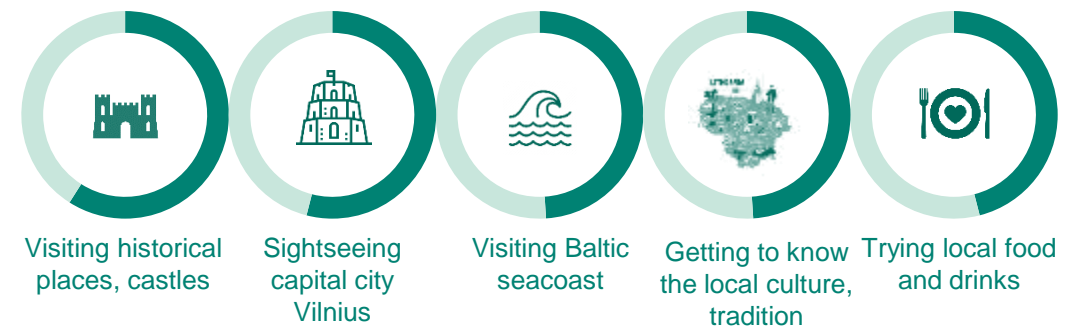 LITHUANIA
Visiting historical
places, castles
Sightseeing
capital city
Vilnius
Visiting Baltic
seacoast
Getting to know
the local culture,
tradition
Trying local food
and drinks